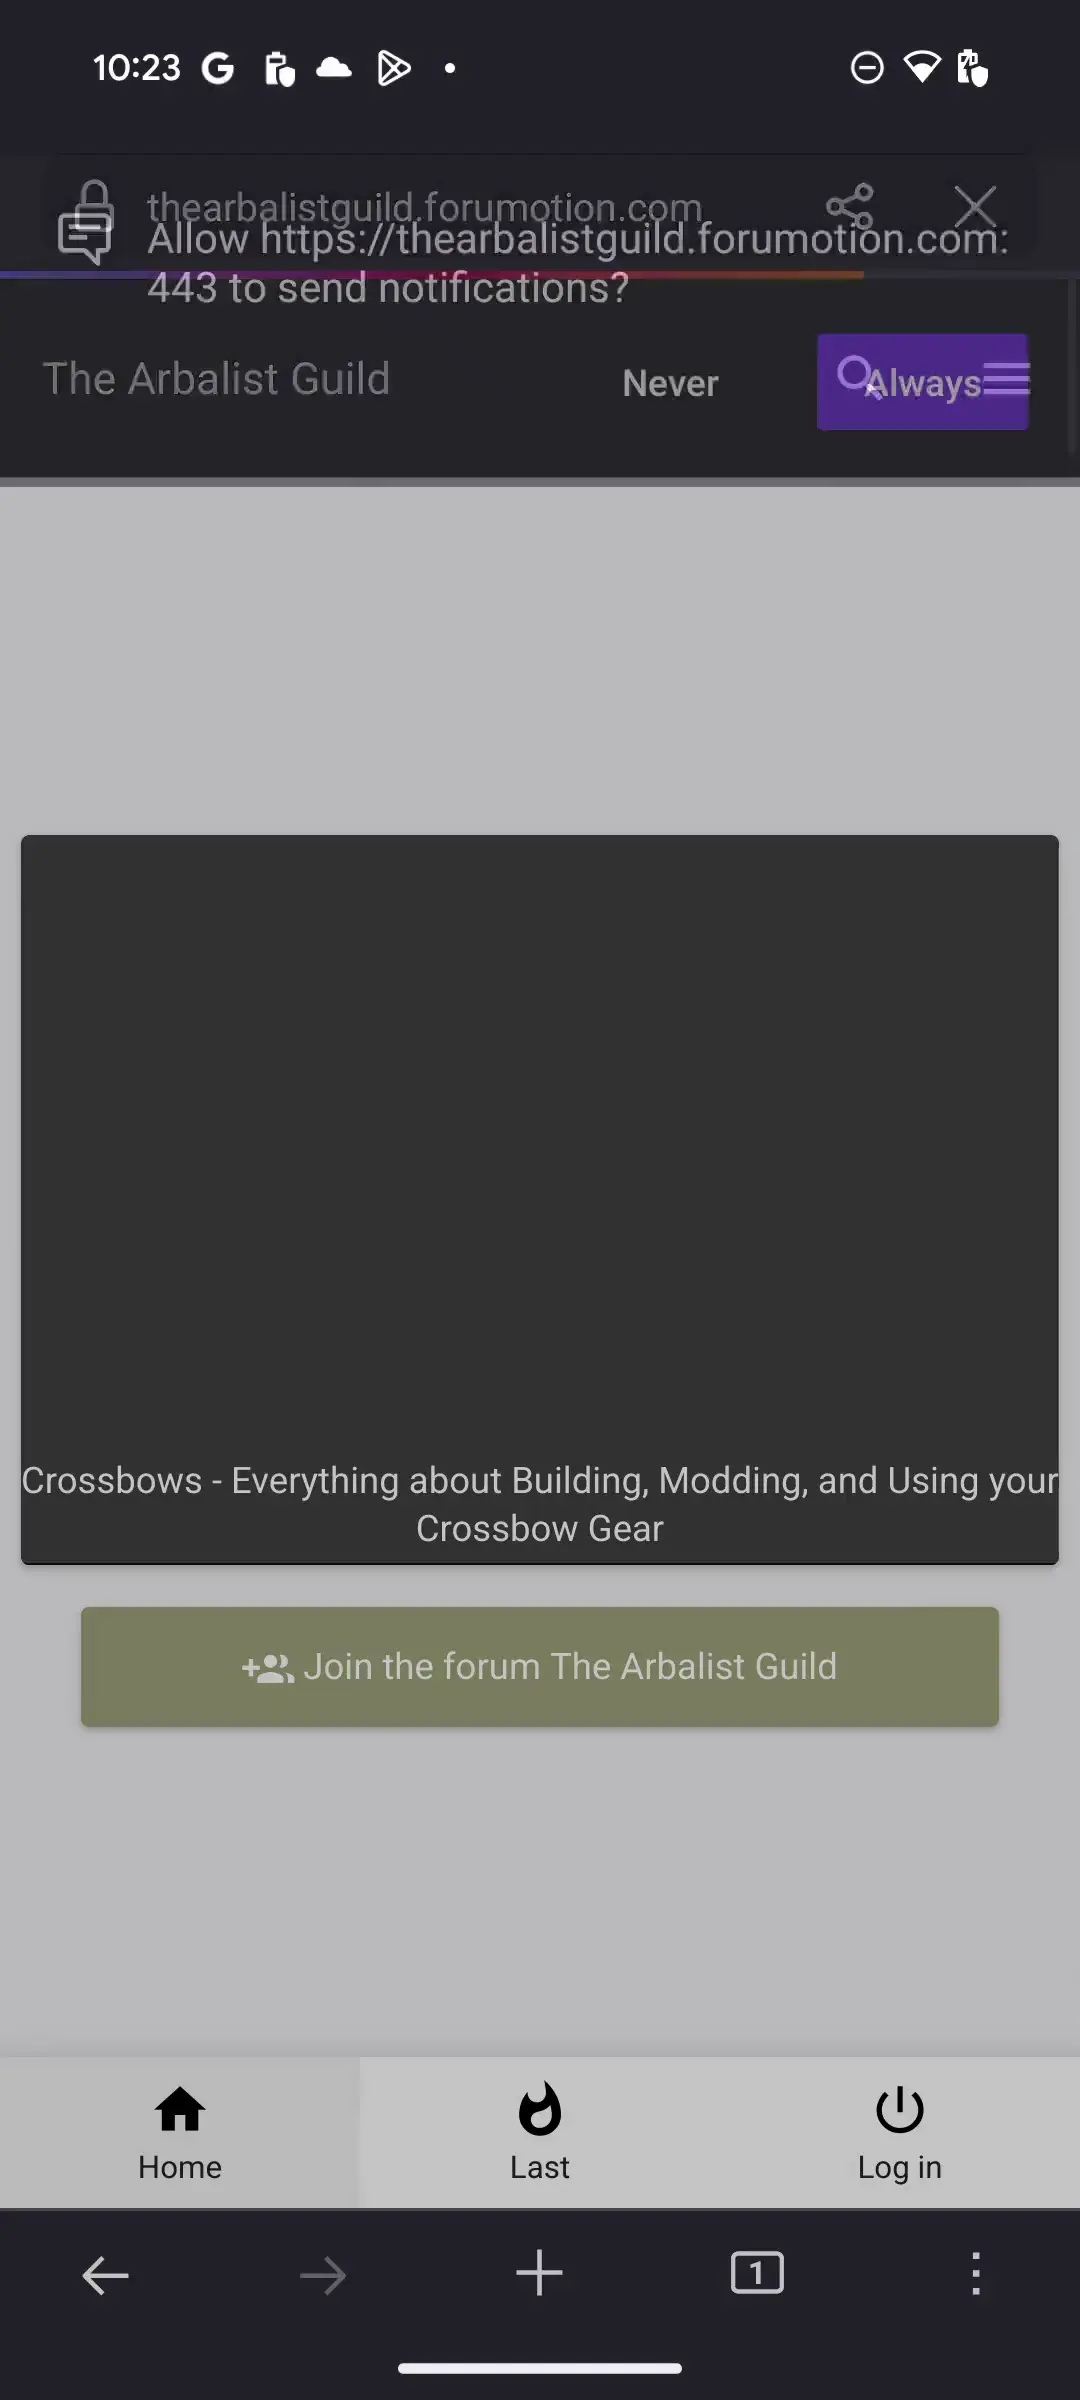 10:23
thearbalistguild.forumotion.com
Allow https://thearbalistguild.forumotion.com:
443 to send notifications?
The Arbalist Guild
Never
Always
Crossbows - Everything about Building, Modding, and Using your
Crossbow Gear
Join the forum The Arbalist Guild
Home
Last
Log in
1